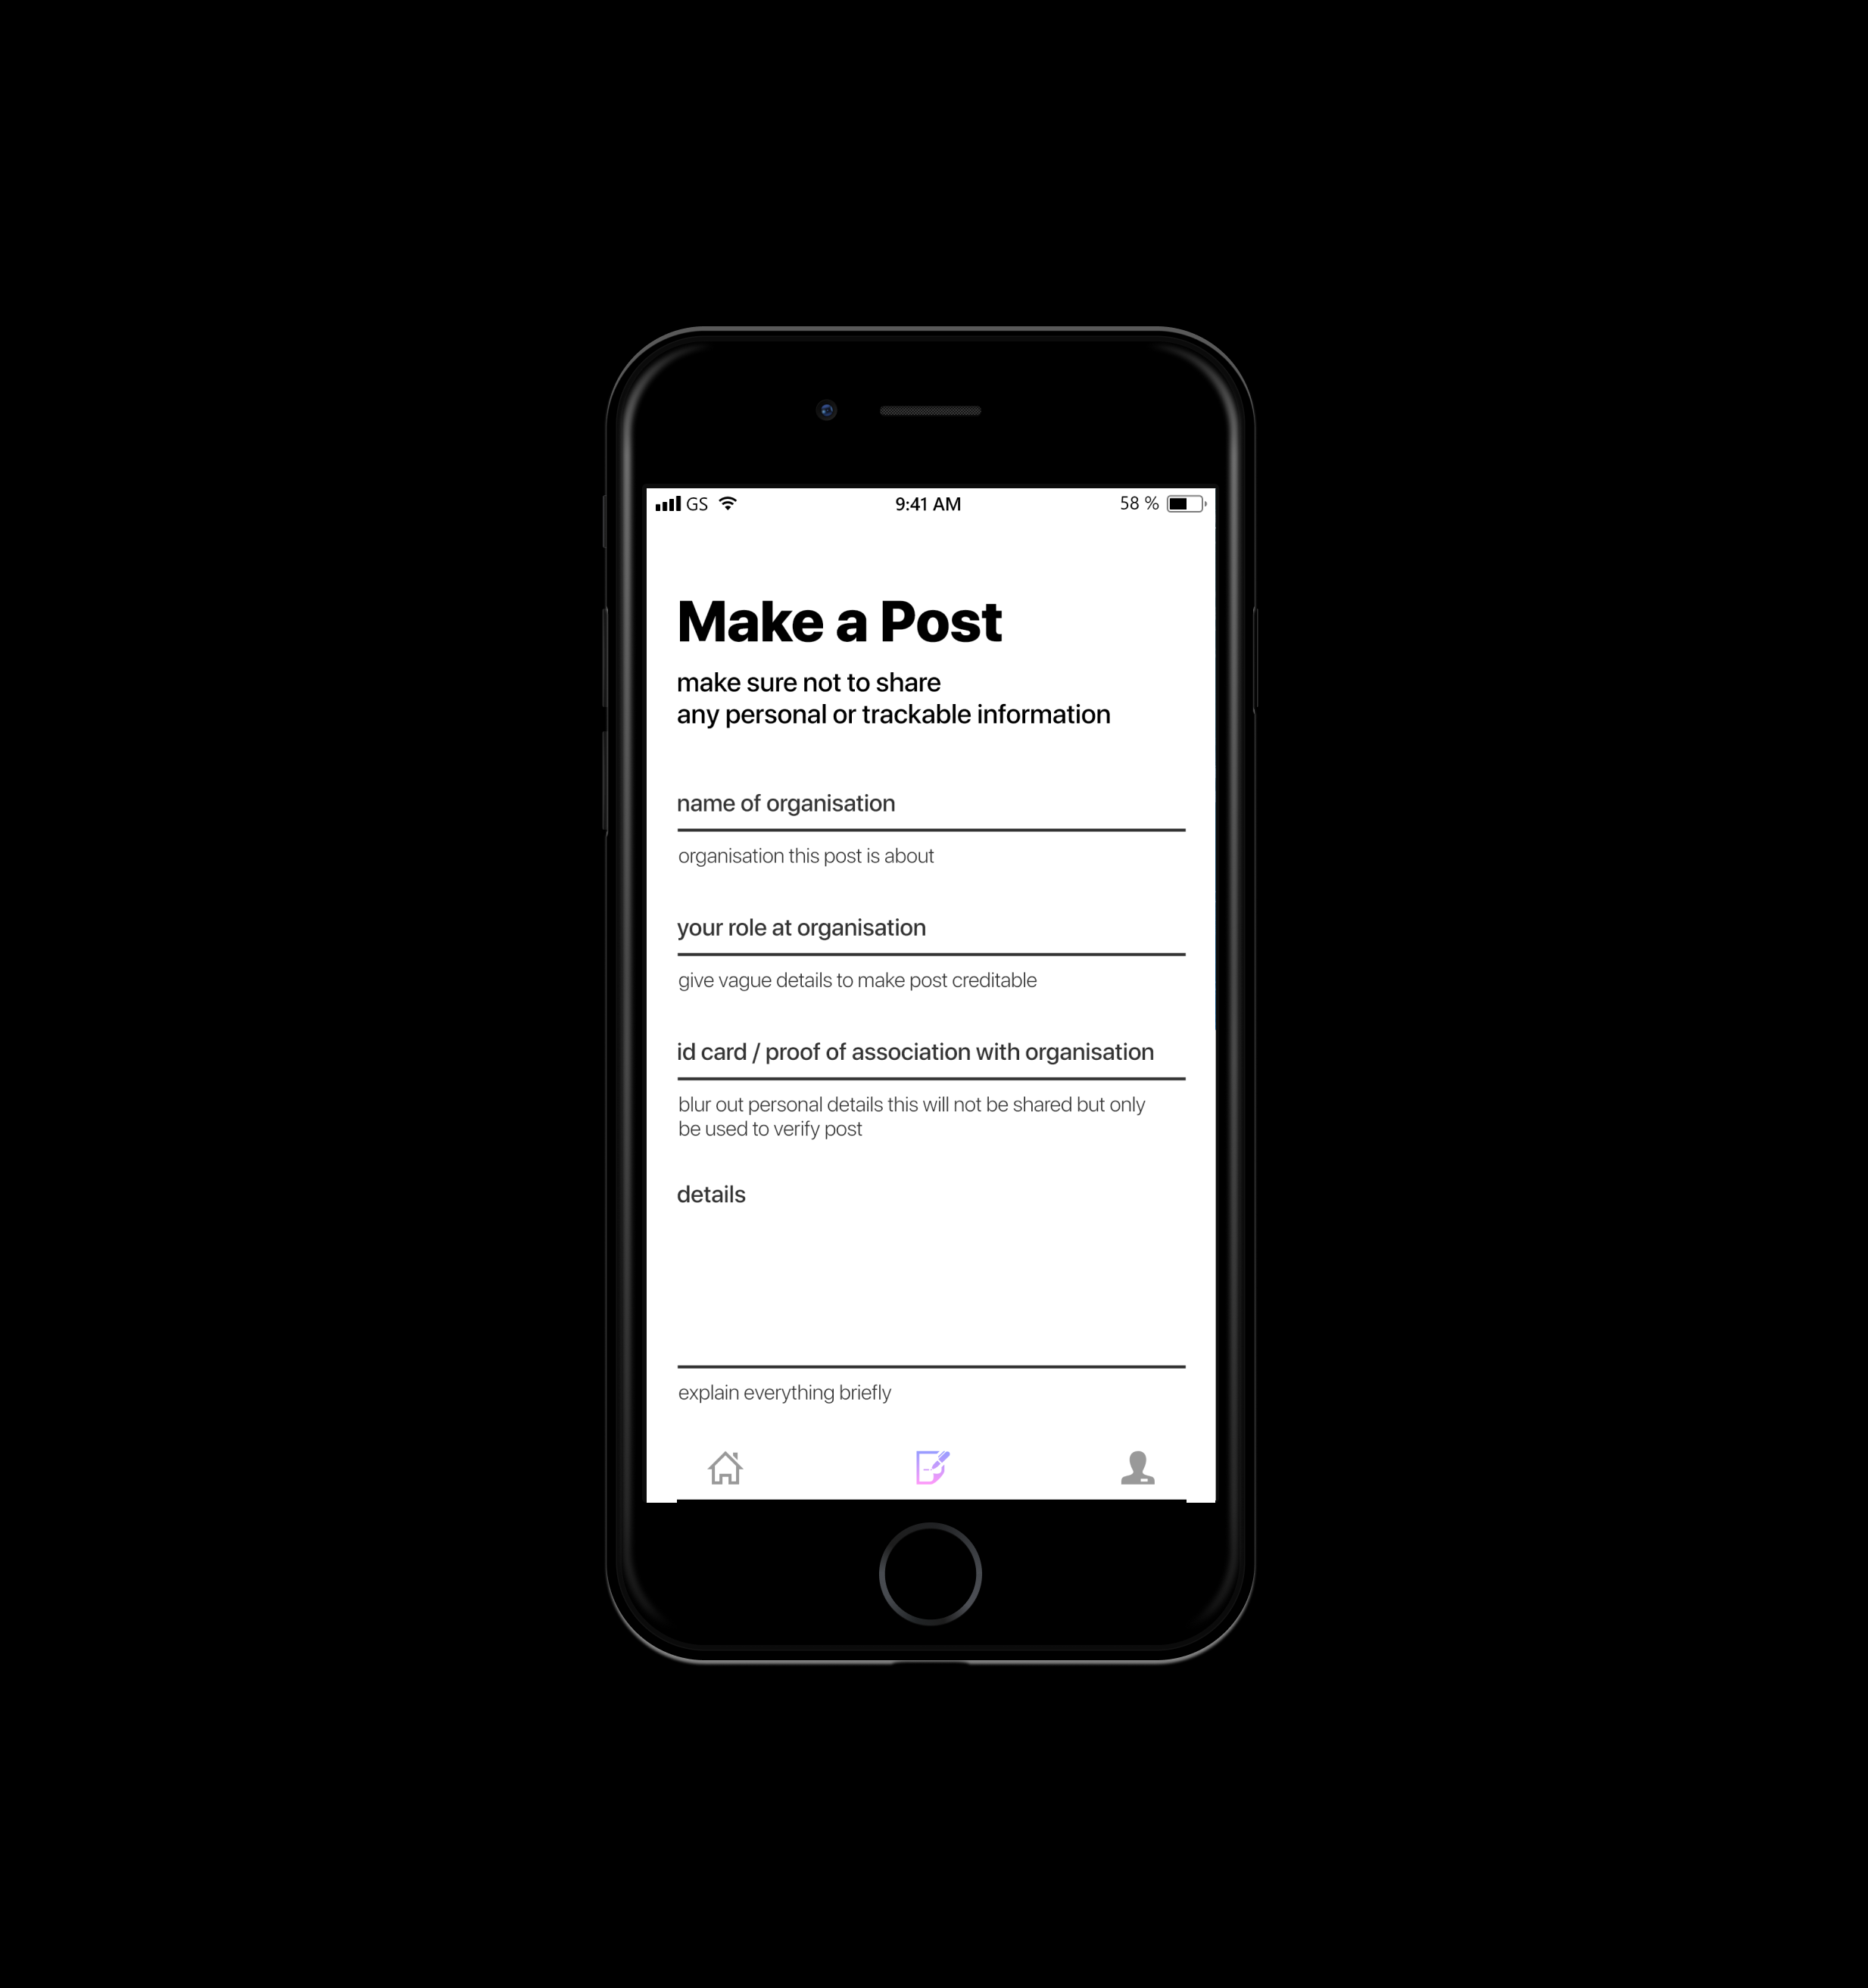 GS 9:41 AM 58 %
Make a Post
make sure not to share
any personal or trackable information
name of organisation
organisation this post is about
your role at organisation
give vague details to make post creditable
id card / proof of association with organisation
blur out personal details this will not be shared but only
be used to verify post
details
explain everything briefly